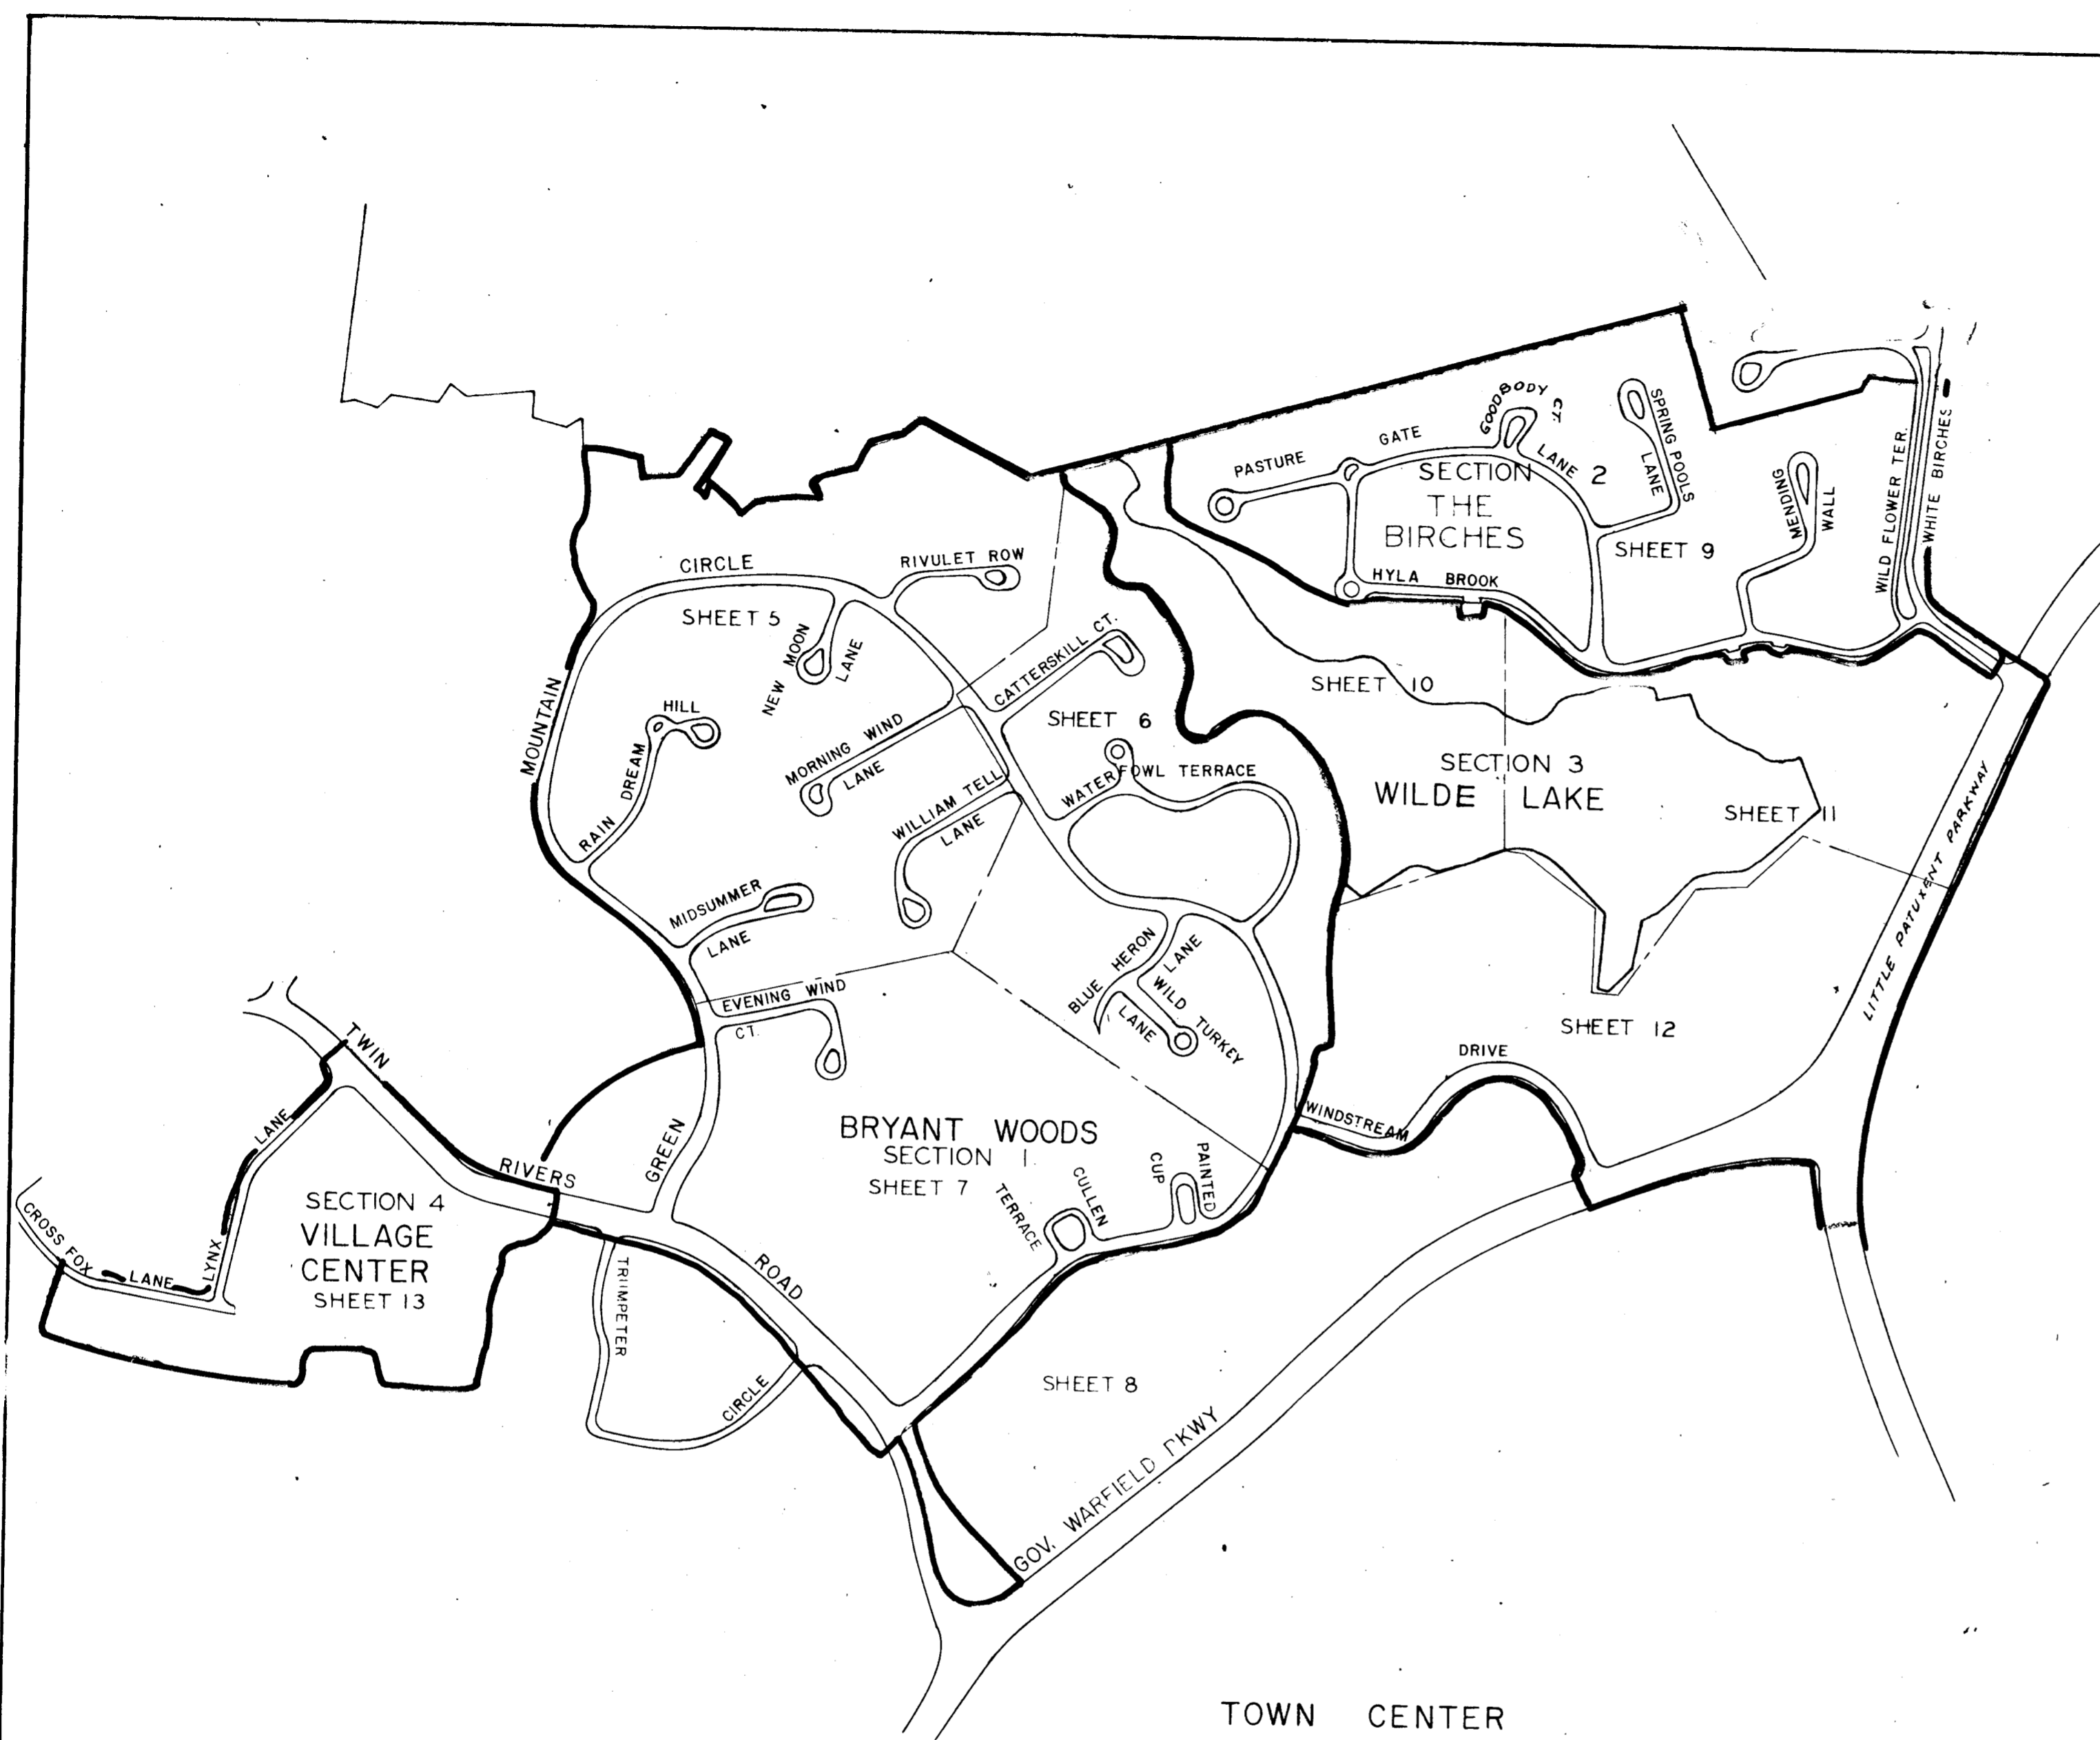 GOODBODY CT.
SPRING POOLS
LANE
PASTURE GATE LANE
SECTION 2
THE
BIRCHES
SHEET 9
HYLA BROOK
MENDING
WALL
WILD FLOWER TER.
WHITE BIRCHES
CIRCLE
RIVULET ROW
SHEET 5
NEW MOON
LANE
CATTERSKILL CT.
SHEET 6
SHEET 10
MOUNTAIN
HILL
RAIN DREAM
MORNING WIND
LANE
WATER FOWL TERRACE
WILLIAM TELL
LANE
SECTION 3
WILDE LAKE
SHEET 11
LITTLE PATUXENT PARKWAY
MIDSUMMER
LANE
BLUE HERON
LANE
WILD TURKEY
LANE
EVENING WIND
CT.
SHEET 12
DRIVE
WINDSTREAM
TWIN
RIVERS
ROAD
GREEN
LANE
LYNX
CROSS FOX
LANE
SECTION 4
VILLAGE
CENTER
SHEET 13
BRYANT WOODS
SECTION 1
SHEET 7
TERRACE
CULLEN
CUP
PAINTED
TRUMPETER
CIRCLE
SHEET 8
GOV. WARFIELD PKWY
TOWN CENTER